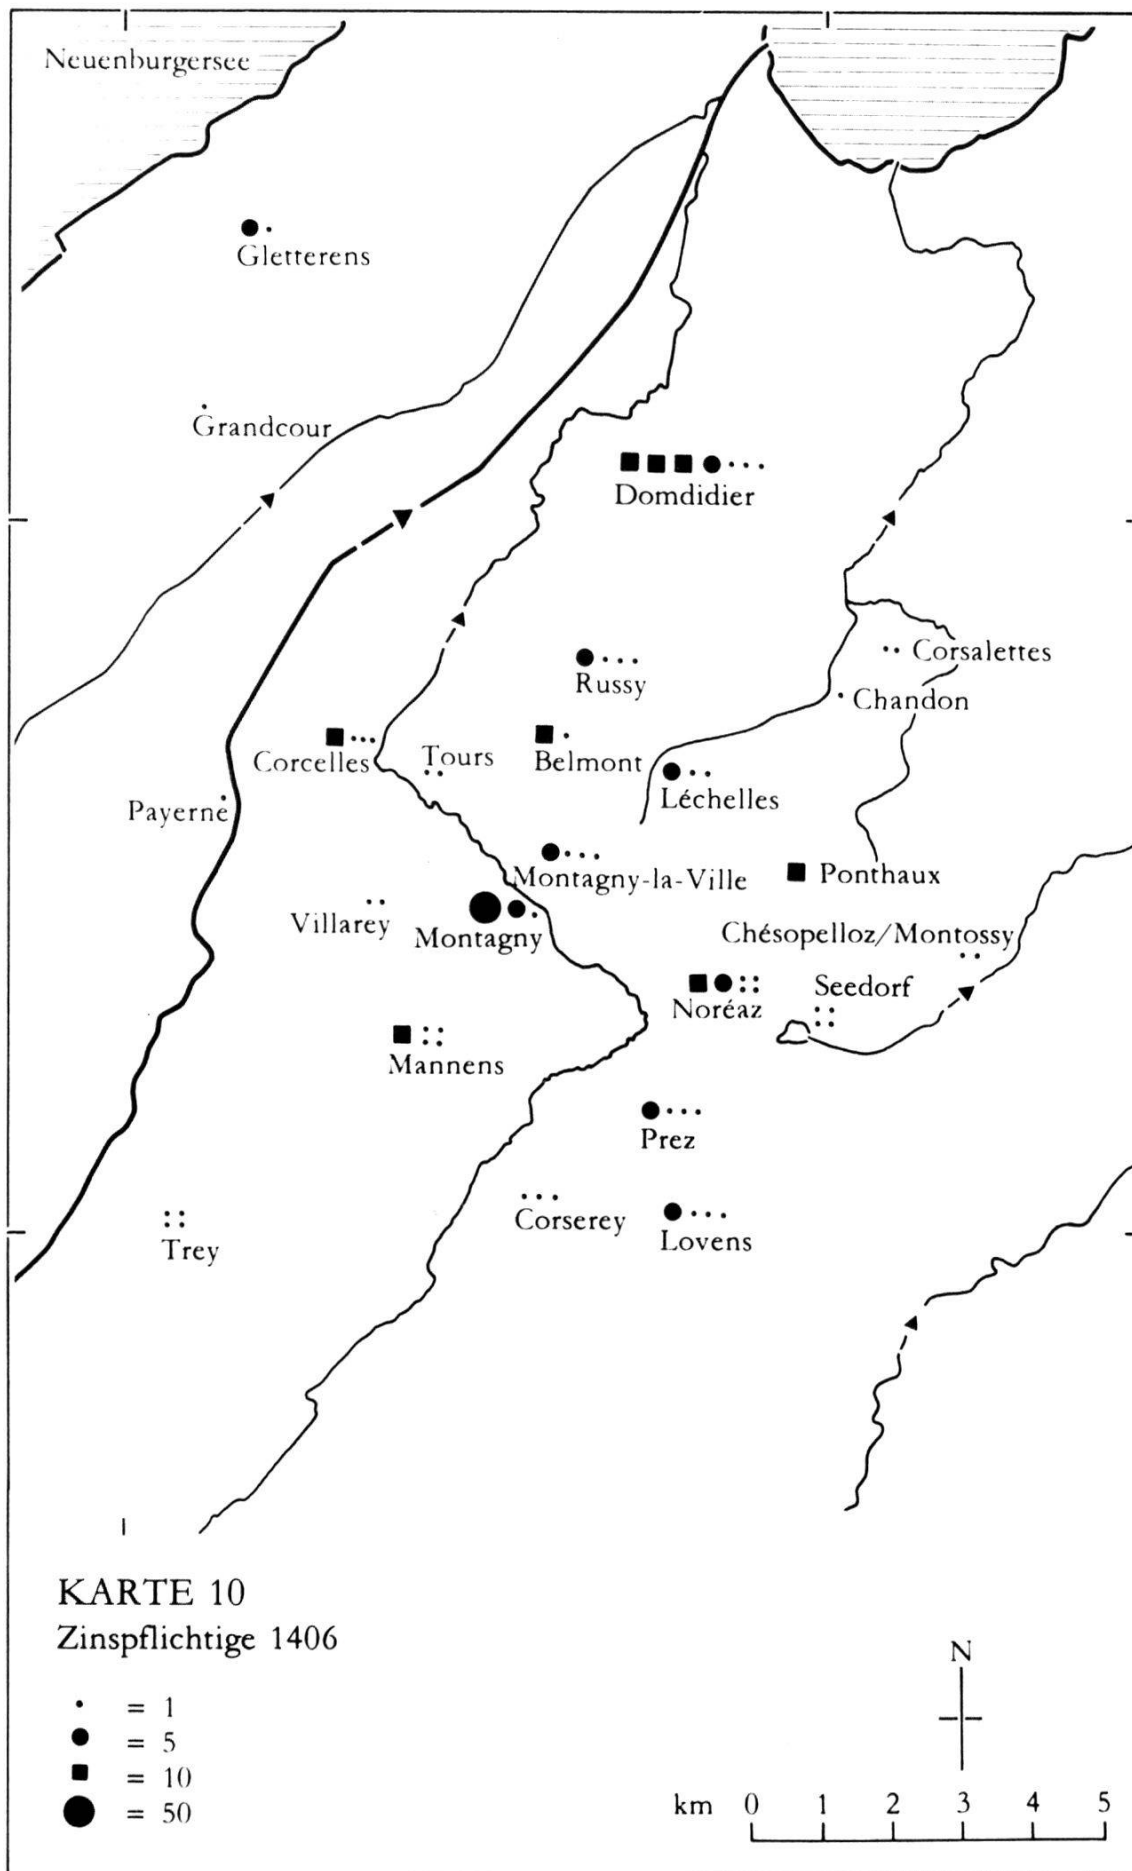 Neuenburgersee
Gletterens
Grandcour
Domdidier
Corsalettes
Russy
Chandon
Corcelles
Tours
Belmont
Léchelles
Payerne
Montagny-la-Ville
Ponthaux
Villarey
Montagny
Chésopelloz/Montossy
Noréaz
Seedorf
Mannens
Prez
Corserey
Lovens
Trey
KARTE 10
Zinspflichtige 1406
= 1
= 5
= 10
= 50
N
km 0 1 2 3 4 5